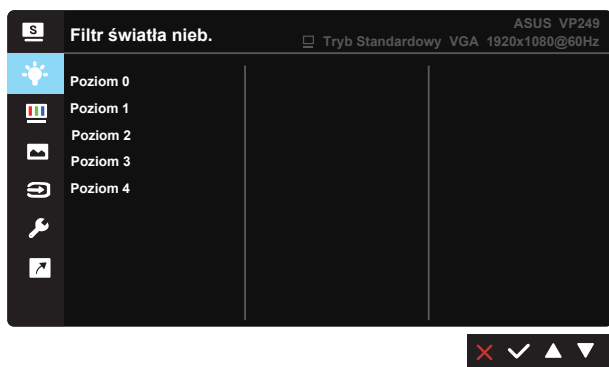 S
Filtr światła nieb.
ASUS VP249
Tryb Standardowy VGA 1920x1080@60Hz
Poziom 0
Poziom 1
Poziom 2
Poziom 3
Poziom 4